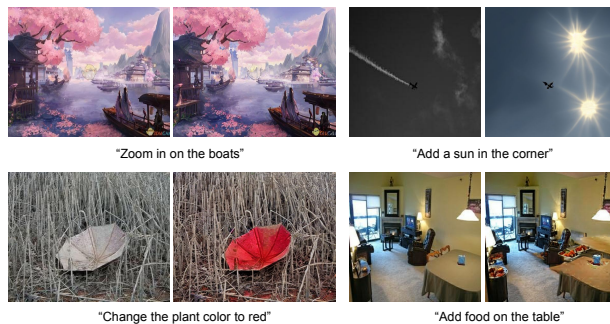 "Zoom in on the boats"
"Add a sun in the corner"
"Change the plant color to red"
"Add food on the table"